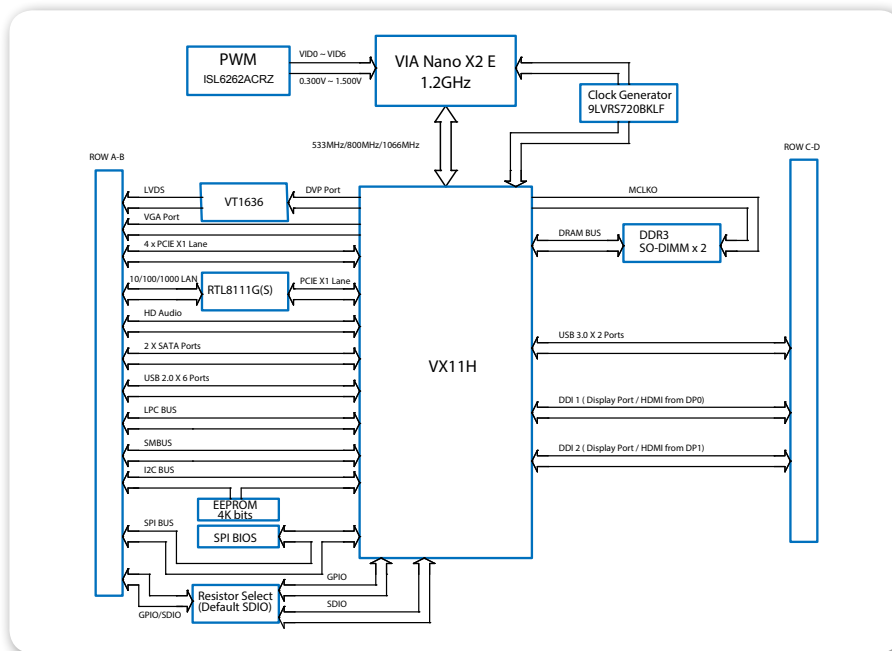 PWM
ISL6262ACRZ
VID0 ~ VID6
0.300V ~ 1.500V
VIA Nano X2 E
1.2GHz
Clock Generator
9LVRS720BKLF
533MHz/800MHz/1066MHz
ROW A-B
ROW C-D
LVDS
VT1636
DVP Port
MCLKO
VGA Port
DRAM BUS
DDR3
SO-DIMM x 2
4 x PCIE X1 Lane
10/100/1000 LAN
RTL8111G(S)
PCIE X1 Lane
HD Audio
USB 3.0 X 2 Ports
2 X SATA Ports
VX11H
USB 2.0 X 6 Ports
DDI 1 ( Display Port / HDMI from DP0)
LPC BUS
SMBUS
DDI 2 ( Display Port / HDMI from DP1)
I2C BUS
EEPROM
4K bits
SPI BUS
SPI BIOS
GPIO
Resistor Select
(Default SDIO)
SDIO
GPIO/SDIO